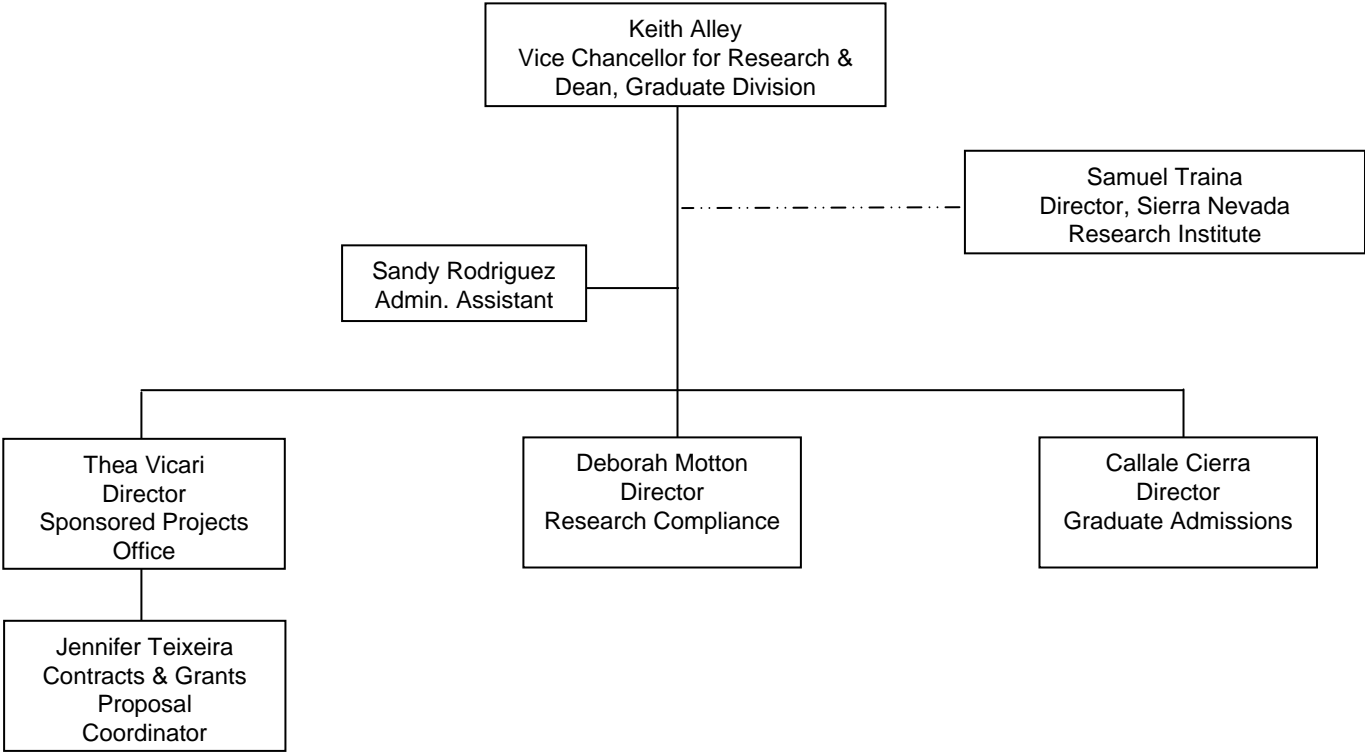 Keith Alley
Vice Chancellor for Research &
Dean, Graduate Division
Samuel Traina
Director, Sierra Nevada
Research Institute
Sandy Rodriguez
Admin. Assistant
Thea Vicari
Director
Sponsored Projects
Office
Deborah Motton
Director
Research Compliance
Callale Cierra
Director
Graduate Admissions
Jennifer Teixeira
Contracts & Grants
Proposal
Coordinator